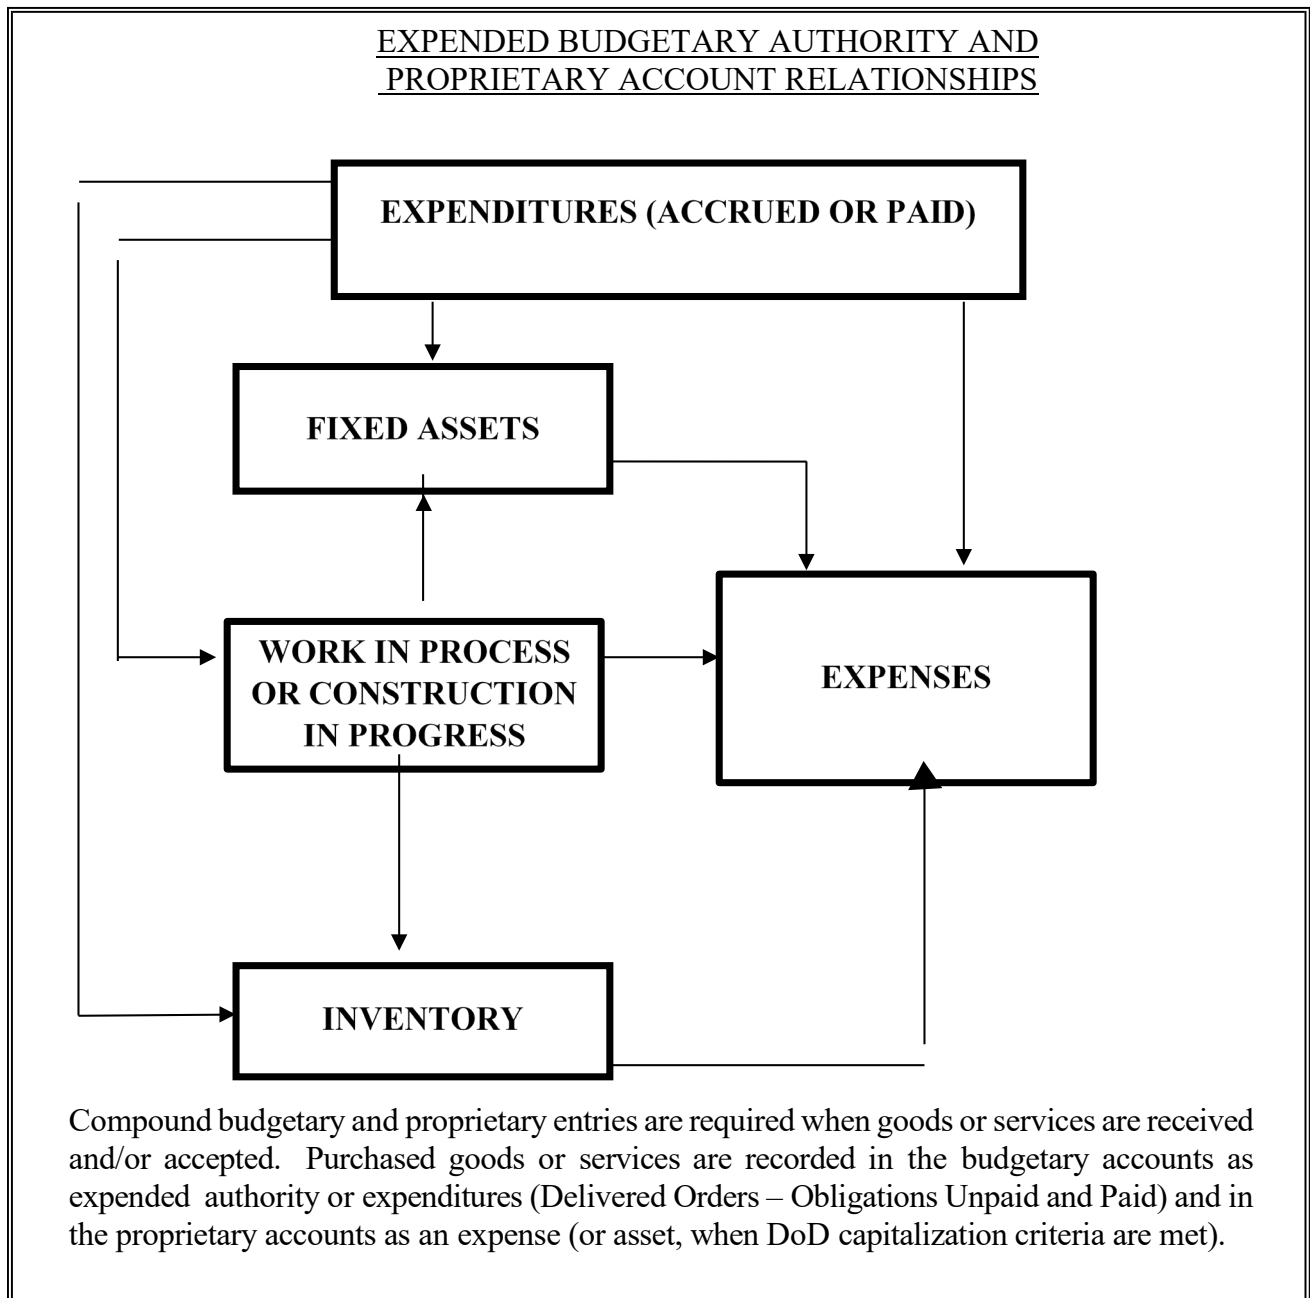 EXPENDED BUDGETARY AUTHORITY AND
PROPRIETARY ACCOUNT RELATIONSHIPS
EXPENDITURES (ACCRUED OR PAID)
FIXED ASSETS
WORK IN PROCESS
OR CONSTRUCTION
IN PROGRESS
EXPENSES
INVENTORY
Compound budgetary and proprietary entries are required when goods or services are received
and/or accepted. Purchased goods or services are recorded in the budgetary accounts as
expended authority or expenditures (Delivered Orders – Obligations Unpaid and Paid) and in
the proprietary accounts as an expense (or asset, when DoD capitalization criteria are met).